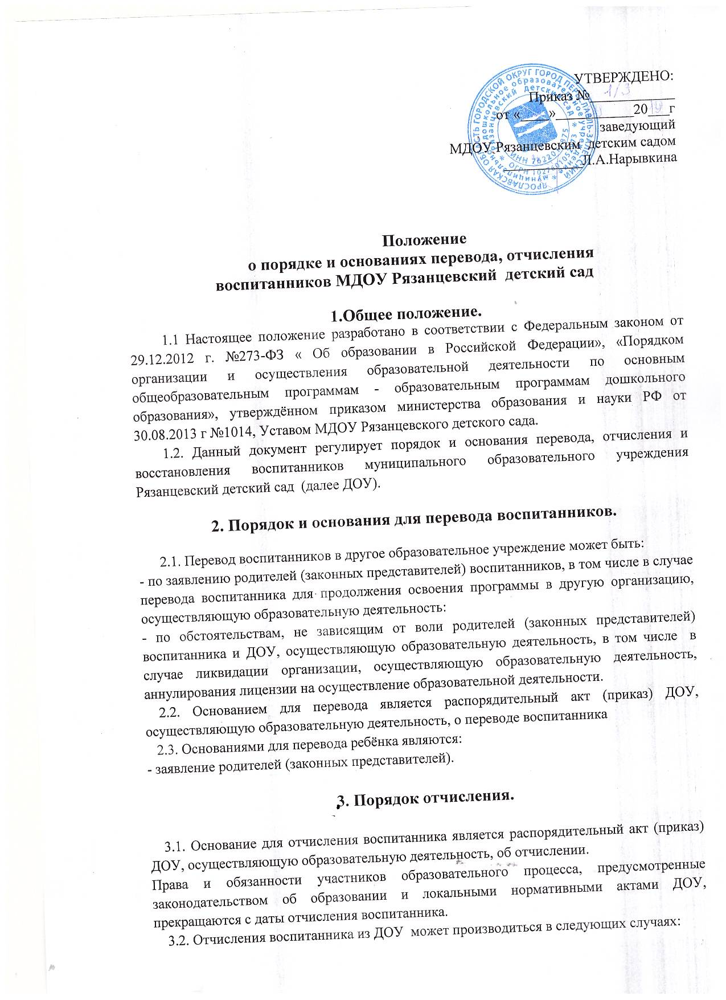 УТВЕРЖДЕНО:
Приказ № 1/3
от «____»___________20 19 г
заведующий
МДОУ Рязанцевским детским садом
___________Л.А.Нарывкина
ЯРОСЛАВСКАЯ ОБЛАСТЬ ГОРОДСКОЙ ОКРУГ ГОРОД ПЕРЕСЛАВЛЬ-ЗАЛЕССКИЙ
муниципальное дошкольное образовательное учреждение
Рязанцевский детский сад
Положение
о порядке и основаниях перевода, отчисления
воспитанников МДОУ Рязанцевский детский сад
1.Общее положение.
1.1 Настоящее положение разработано в соответствии с Федеральным законом от
29.12.2012 г. №273-ФЗ « Об образовании в Российской Федерации», «Порядком
организации и осуществления образовательной деятельности по основным
общеобразовательным программам - образовательным программам дошкольного
образования», утверждённом приказом министерства образования и науки РФ от
30.08.2013 г №1014, Уставом МДОУ Рязанцевского детского сада.
1.2. Данный документ регулирует порядок и основания перевода, отчисления и
восстановления воспитанников муниципального образовательного учреждения
Рязанцевский детский сад (далее ДОУ).
2. Порядок и основания для перевода воспитанников.
2.1. Перевод воспитанников в другое образовательное учреждение может быть:
- по заявлению родителей (законных представителей) воспитанников, в том числе в случае
перевода воспитанника для продолжения освоения программы в другую организацию,
осуществляющую образовательную деятельность:
- по обстоятельствам, не зависящим от воли родителей (законных представителей)
воспитанника и ДОУ, осуществляющую образовательную деятельность, в том числе в
случае ликвидации организации, осуществляющую образовательную деятельность,
аннулирования лицензии на осуществление образовательной деятельности.
2.2. Основанием для перевода является распорядительный акт (приказ) ДОУ,
осуществляющую образовательную деятельность, о переводе воспитанника
2.3. Основаниями для перевода ребёнка являются:
- заявление родителей (законных представителей).
3. Порядок отчисления.
3.1. Основание для отчисления воспитанника является распорядительный акт (приказ)
ДОУ, осуществляющую образовательную деятельность, об отчислении.
Права и обязанности участников образовательного процесса, предусмотренные
законодательством об образовании и локальными нормативными актами ДОУ,
прекращаются с даты отчисления воспитанника.
3.2. Отчисления воспитанника из ДОУ может производиться в следующих случаях: